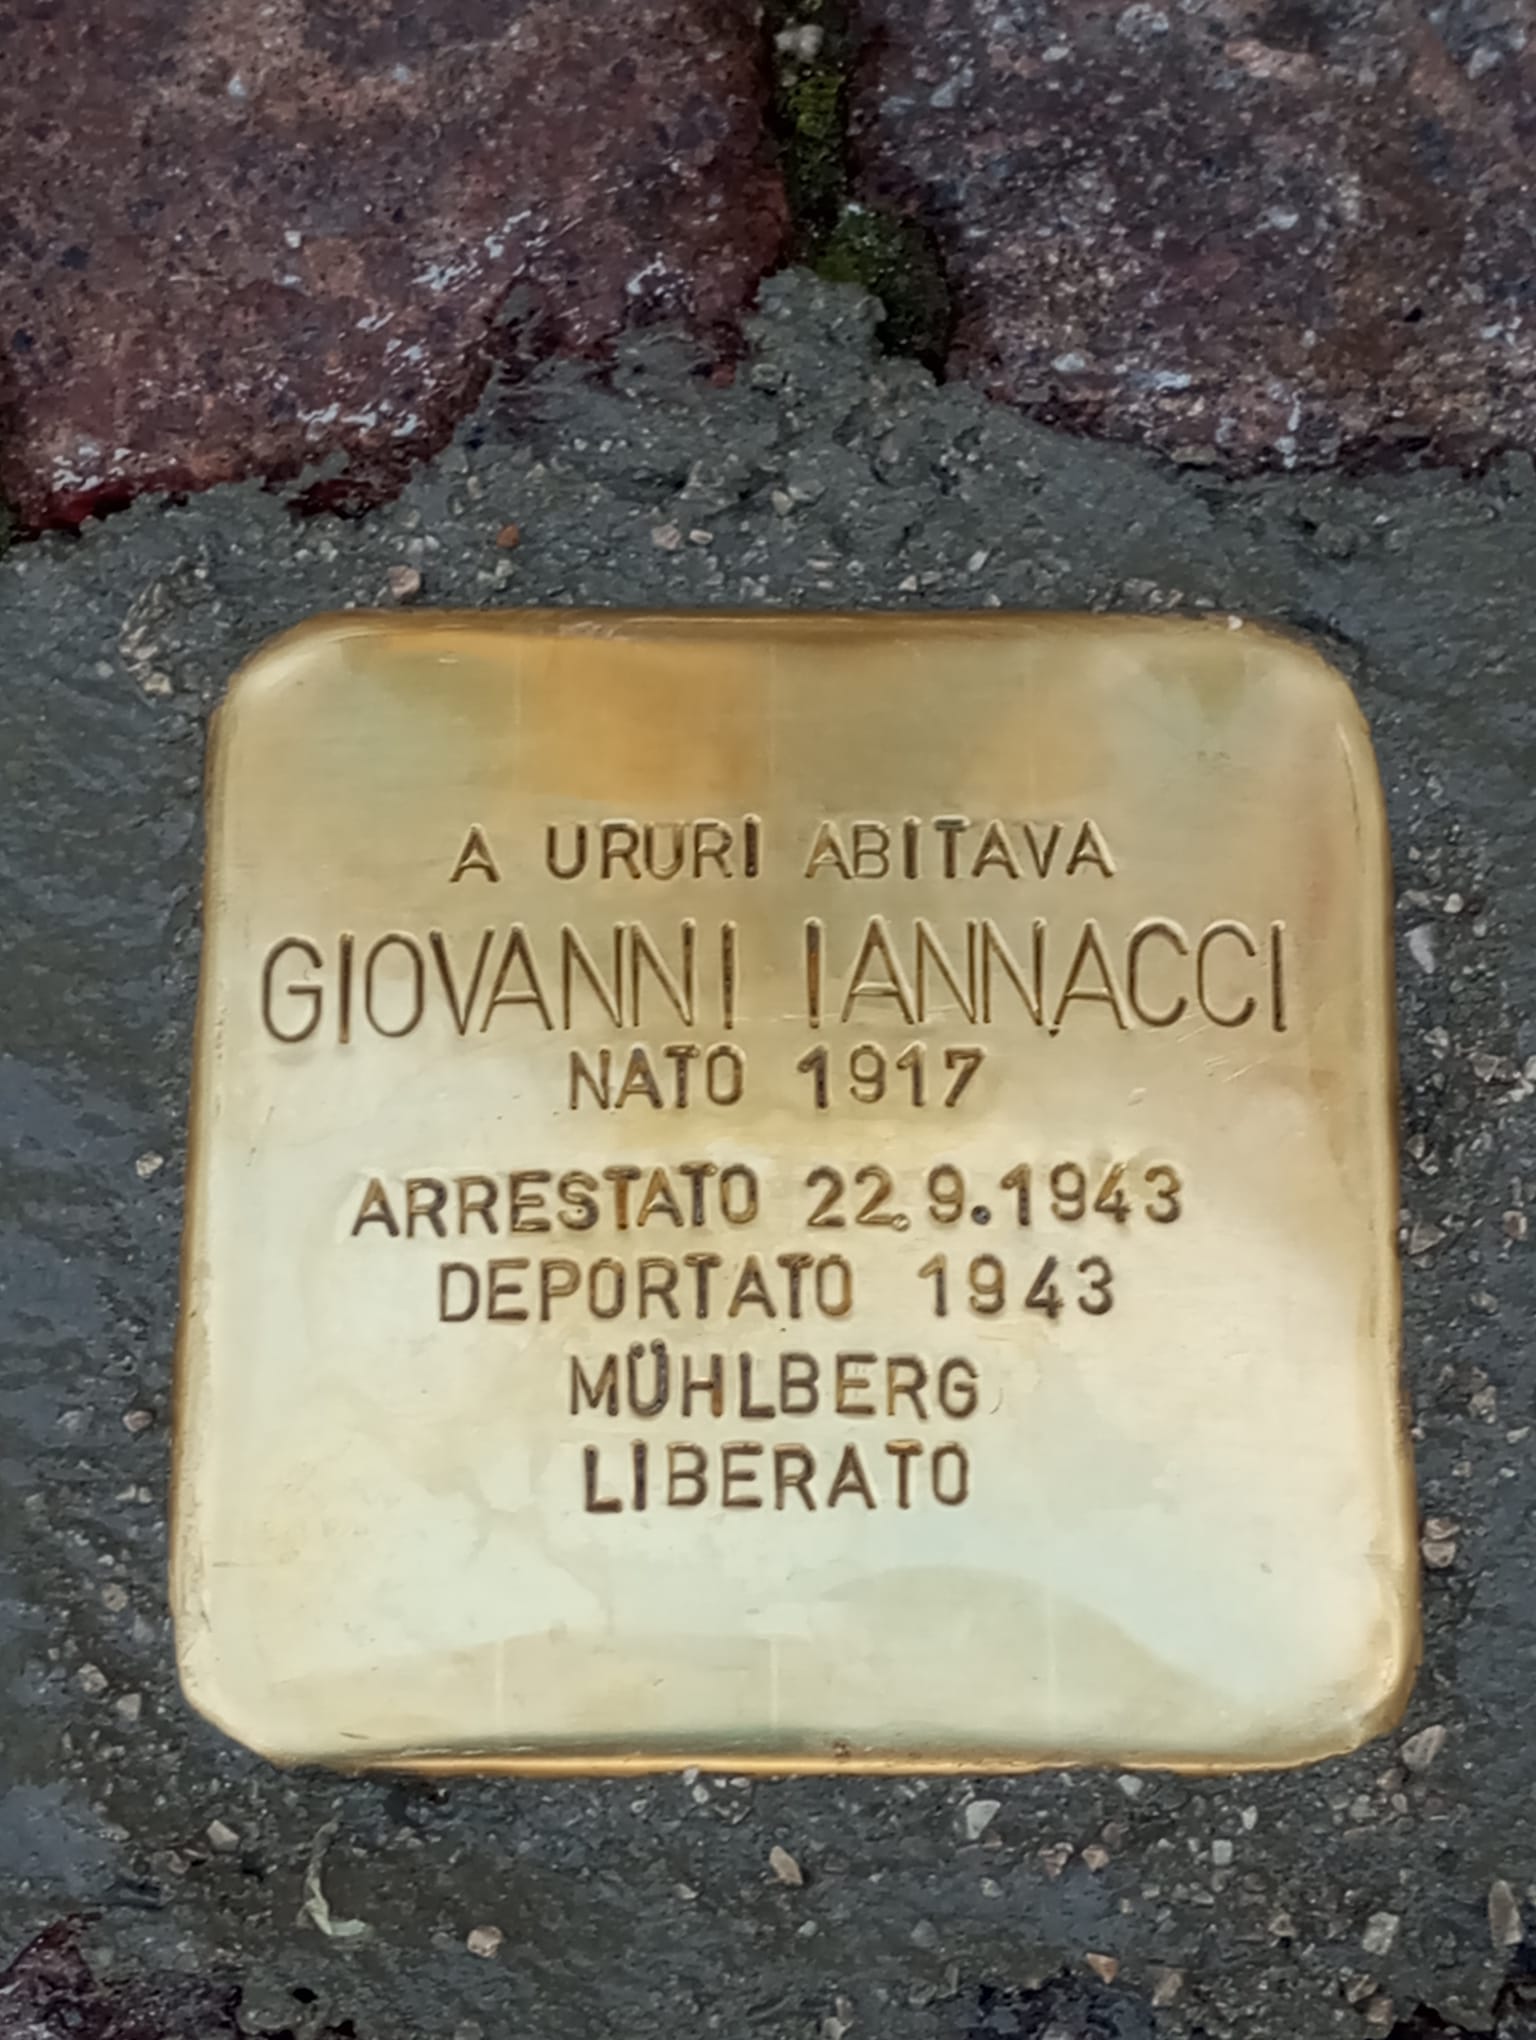 A URURI ABITAVA
GIOVANNI IANNACCI
NATO 1917
ARRESTATO 22.9.1943
DEPORTATO 1943
MÜHLBERG
LIBERATO